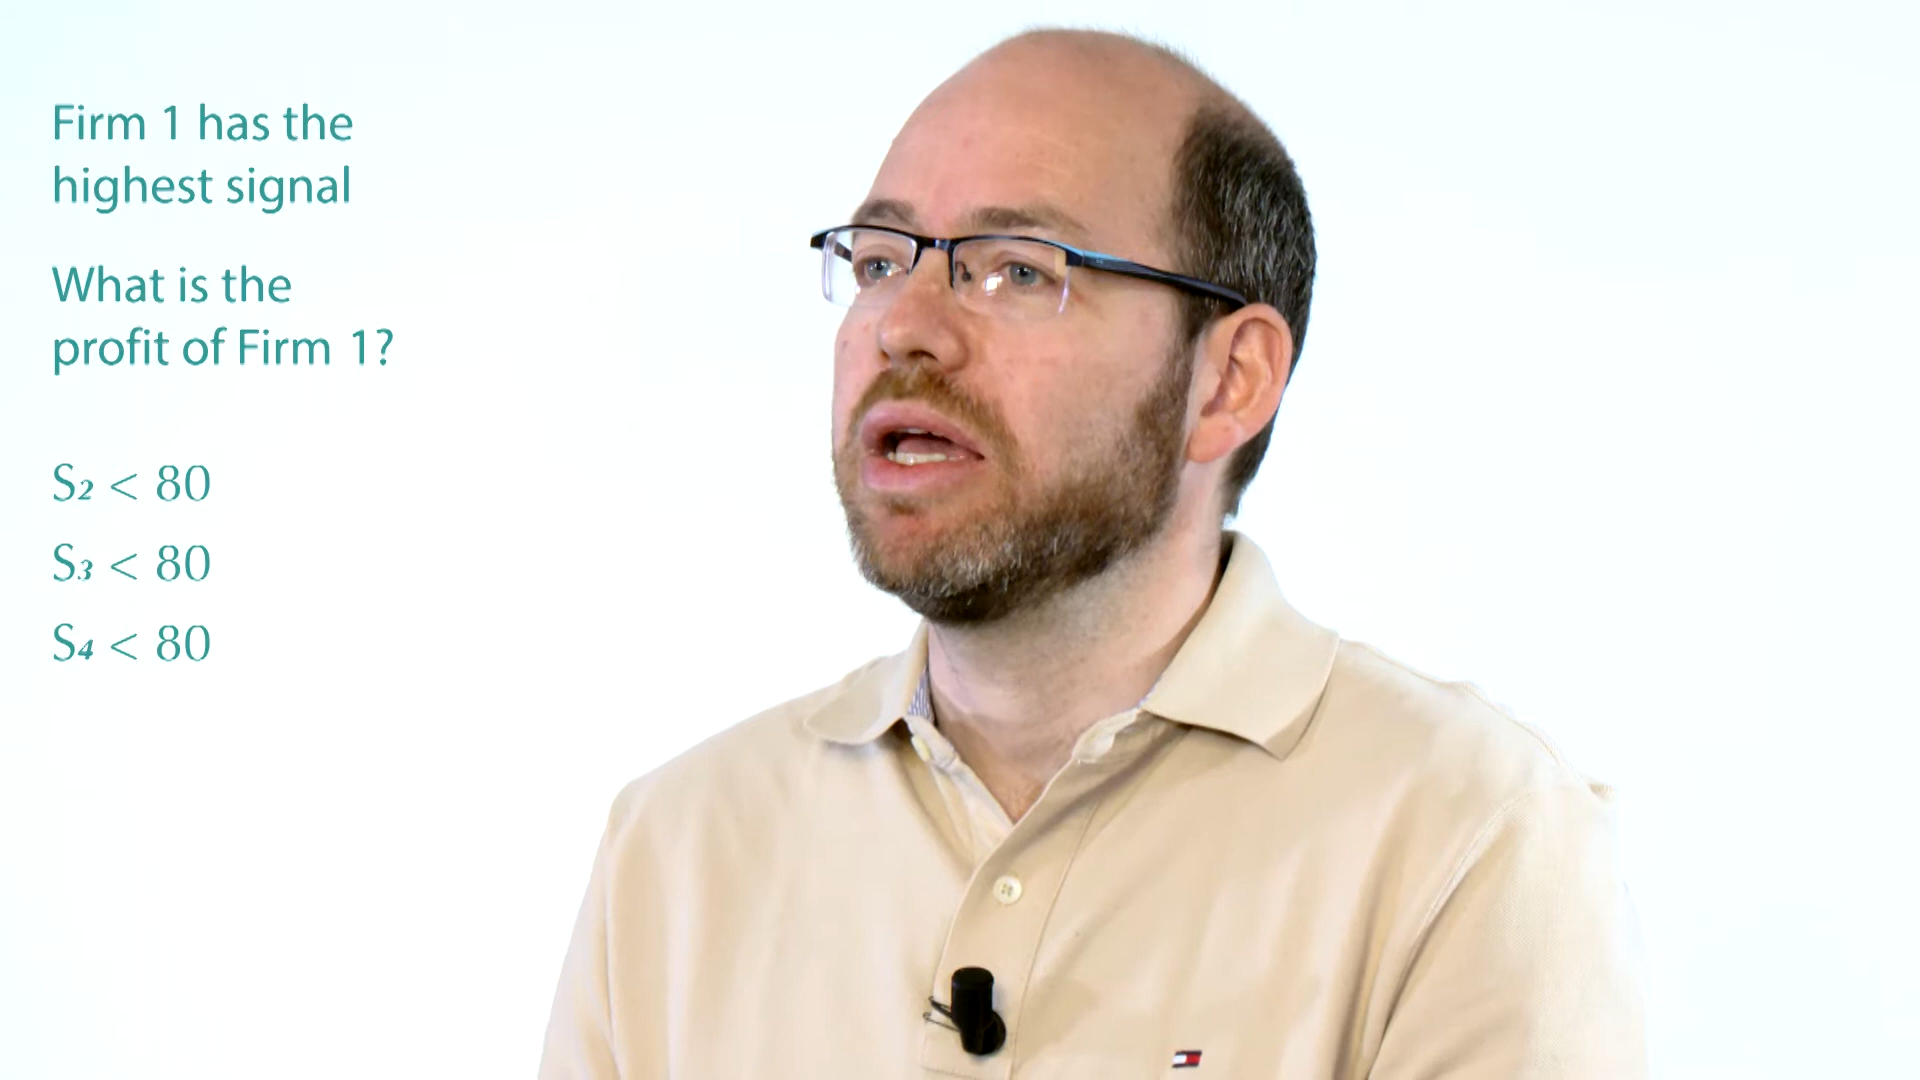 Firm 1 has the
highest signal
What is the
profit of Firm 1?
S₂ < 80
S₃ < 80
S₄ < 80